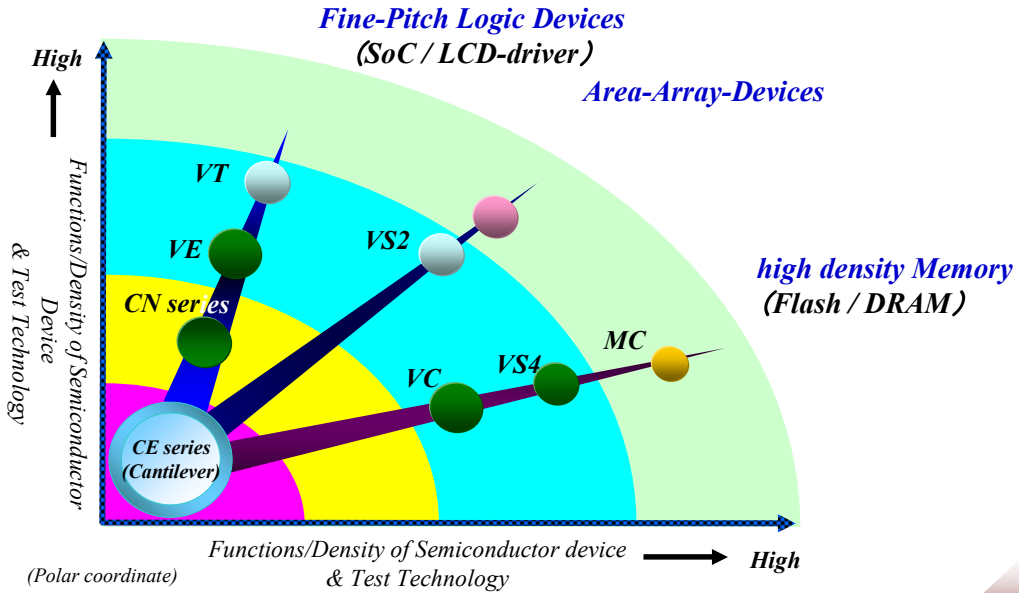 Fine-Pitch Logic Devices
（SoC / LCD-driver）
Area-Array-Devices
high density Memory
（Flash / DRAM）
High
Functions/Density of Semiconductor
Device
& Test Technology
VT
VE
CN series
VS2
VC
VS4
MC
CE series
(Cantilever)
Functions/Density of Semiconductor device
& Test Technology
High
(Polar coordinate)